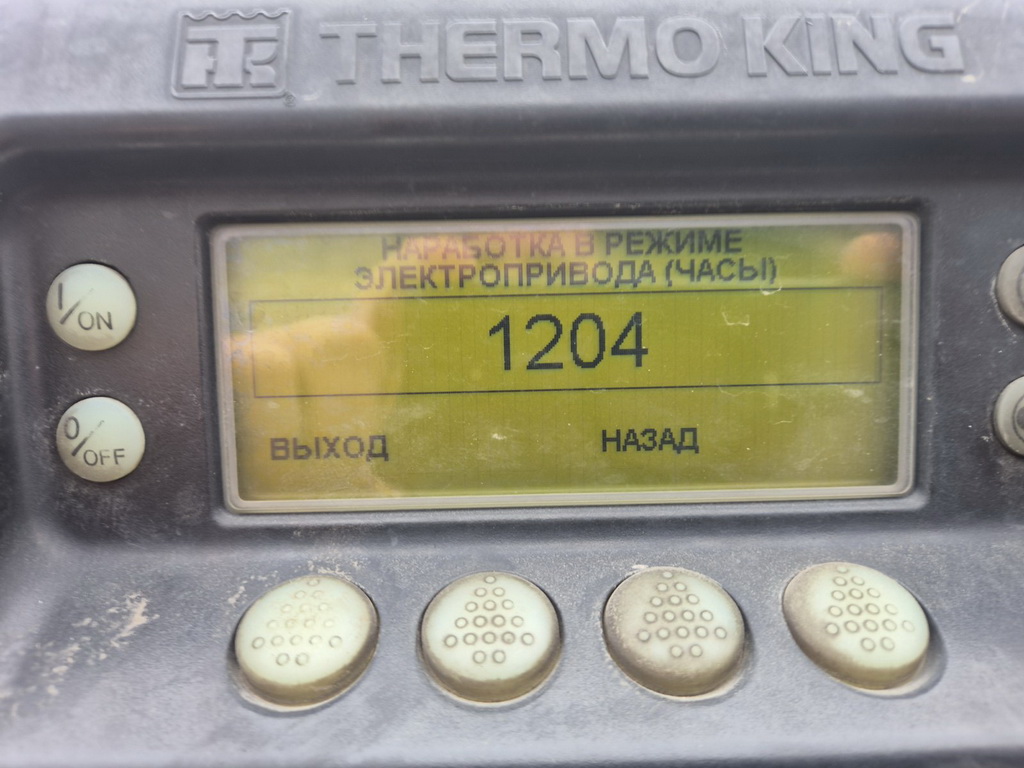 THERMO KING
НАРАБОТКА В РЕЖИМЕ
ЭЛЕКТРОПРИВОДА (ЧАСЫ)
I/ON
1204
0/OFF
ВЫХОД НАЗАД